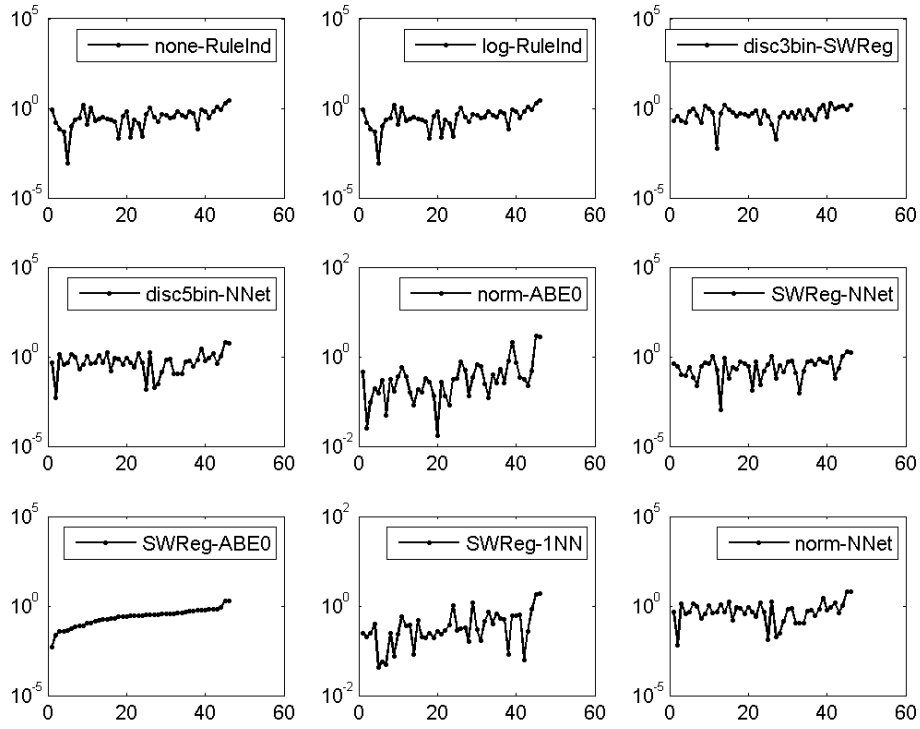 10^5 10^5 10^5
none-RuleInd log-RuleInd disc3bin-SWReg
10^0 10^0 10^0
10^-5 10^-5 10^-5
0 20 40 60 0 20 40 60 0 20 40 60
10^5 10^2 10^5
disc5bin-NNet norm-ABE0 SWReg-NNet
10^0 10^0 10^0
10^-5 10^-2 10^-5
0 20 40 60 0 20 40 60 0 20 40 60
10^5 10^2 10^5
SWReg-ABE0 SWReg-1NN norm-NNet
10^0 10^0 10^0
10^-5 10^-2 10^-5
0 20 40 60 0 20 40 60 0 20 40 60